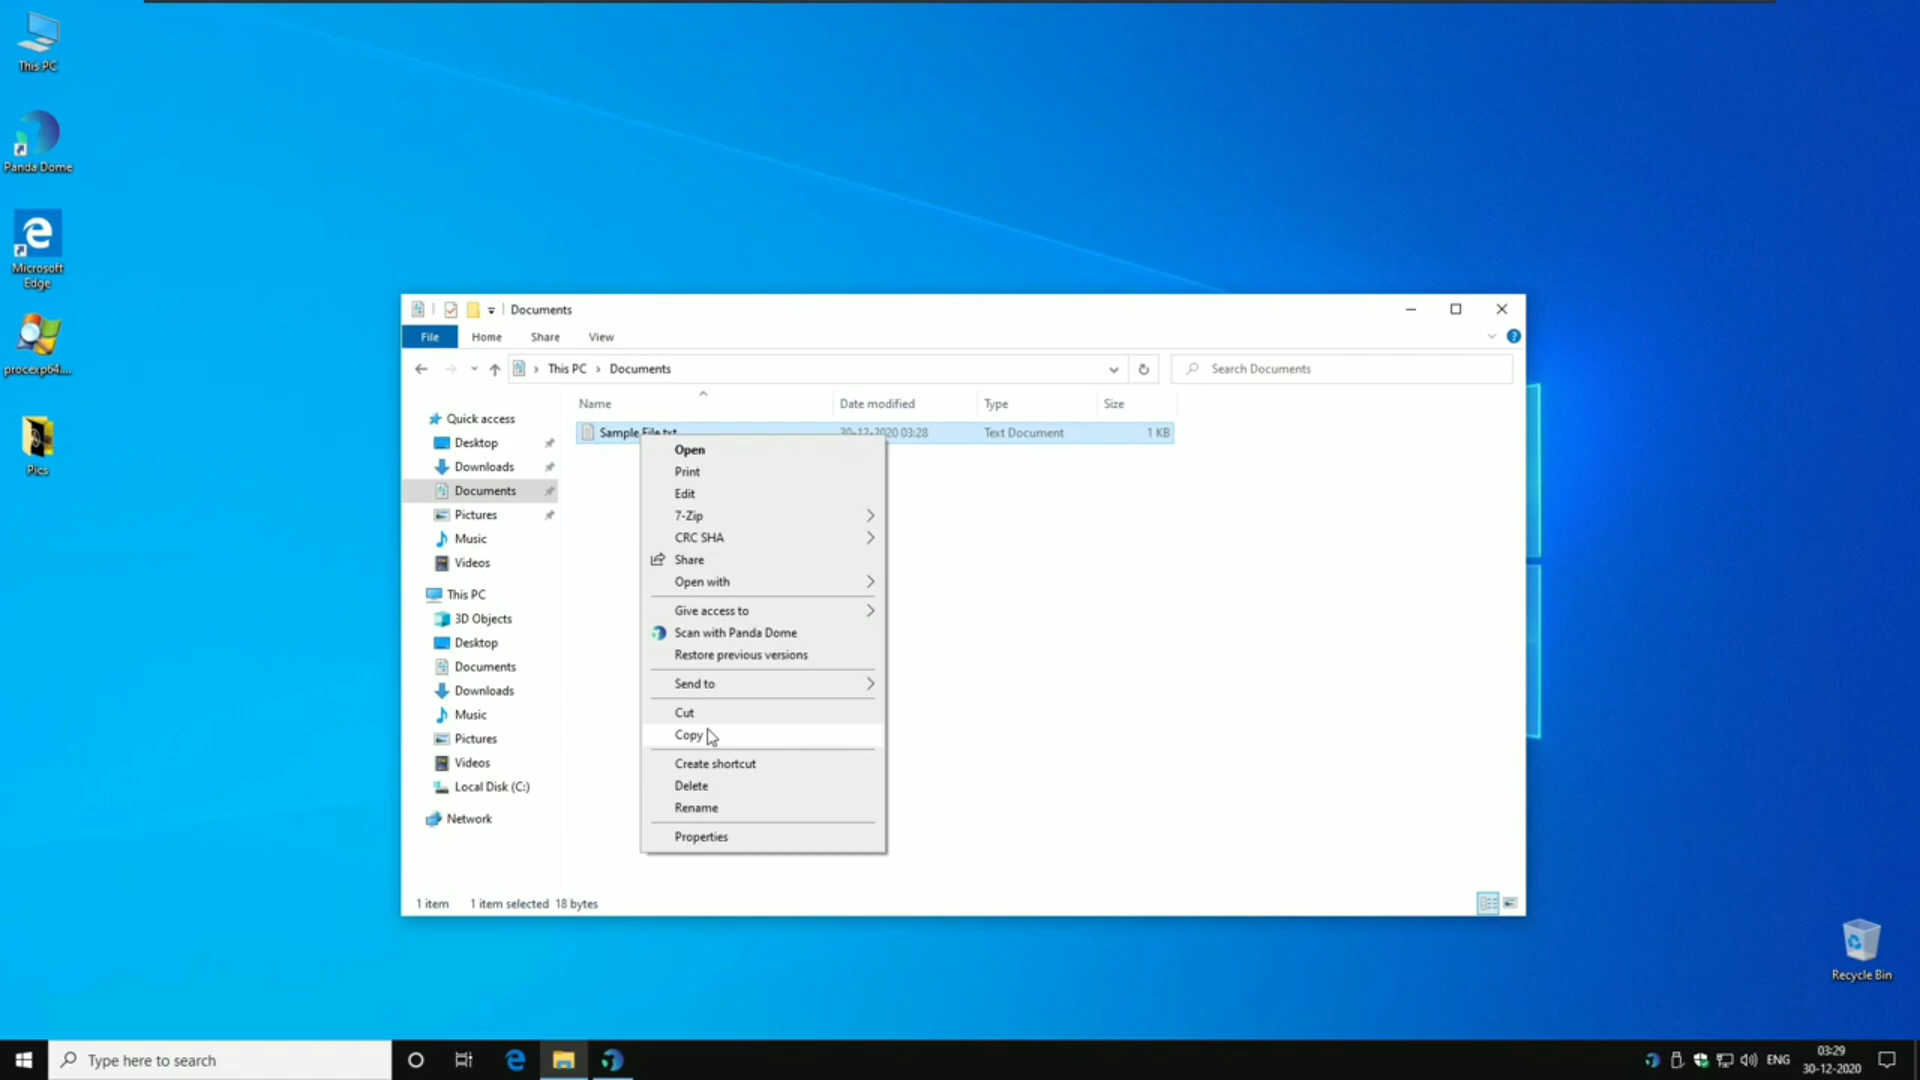 This PC
Panda Dome
Microsoft
Edge
procexp64....
Pics
Documents
File
Home
Share
View
This PC
Documents
Search Documents
Name
Date modified
Type
Size
Sample File.txt
30-12-2020 03:28
Text Document
1 KB
Quick access
Desktop
Downloads
Documents
Pictures
Music
Videos
This PC
3D Objects
Desktop
Documents
Downloads
Music
Pictures
Videos
Local Disk (C:)
Network
Open
Print
Edit
7-Zip
CRC SHA
Share
Open with
Give access to
Scan with Panda Dome
Restore previous versions
Send to
Cut
Copy
Create shortcut
Delete
Rename
Properties
1 item
1 item selected 18 bytes
Recycle Bin
Type here to search
ENG
03:29
30-12-2020